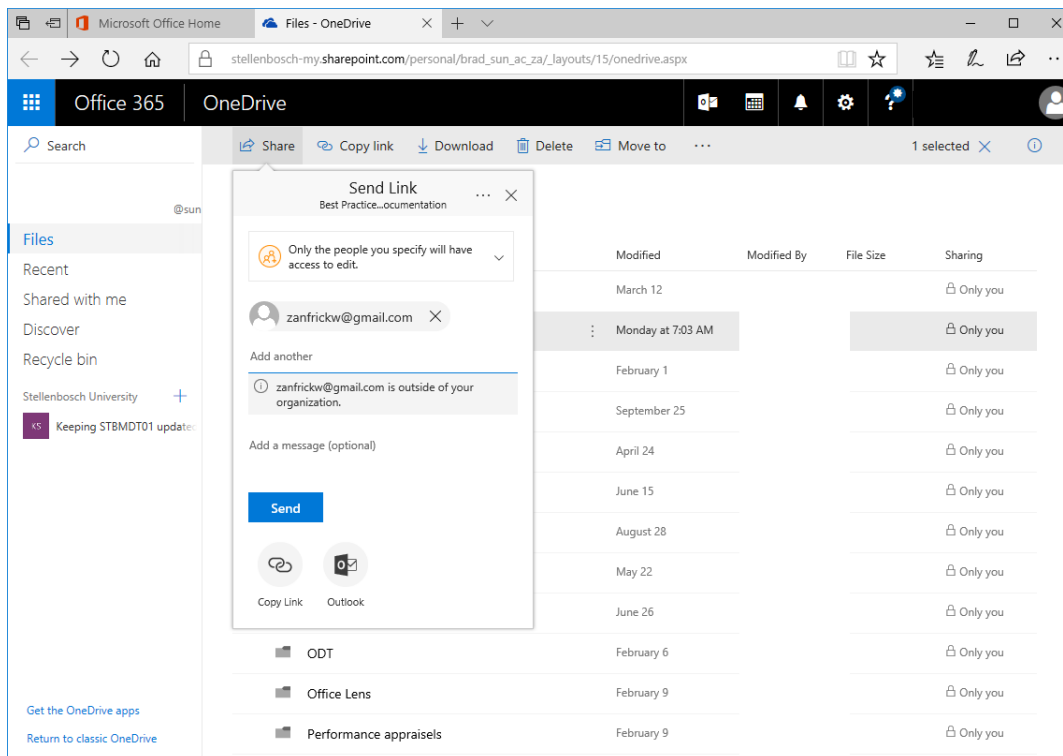 Microsoft Office Home
Files - OneDrive
stellenbosch-my.sharepoint.com/personal/brad_sun_ac_za/_layouts/15/onedrive.aspx
Office 365
OneDrive
Search
Share
Copy link
Download
Delete
Move to
...
1 selected
Send Link
Best Practice...ocumentation
...
@sun
Only the people you specify will have
access to edit.
Files
Recent
Shared with me
Discover
Recycle bin
Stellenbosch University
KS
Keeping STBMDT01 update
zanfrickw@gmail.com
Add another
zanfrickw@gmail.com is outside of your
organization.
Add a message (optional)
Send
Copy Link
Outlook
Modified
Modified By
File Size
Sharing
March 12
Only you
Monday at 7:03 AM
Only you
February 1
Only you
September 25
Only you
April 24
Only you
June 15
Only you
August 28
Only you
May 22
Only you
June 26
Only you
ODT
February 6
Only you
Office Lens
February 9
Only you
Performance appraisels
February 9
Only you
Get the OneDrive apps
Return to classic OneDrive